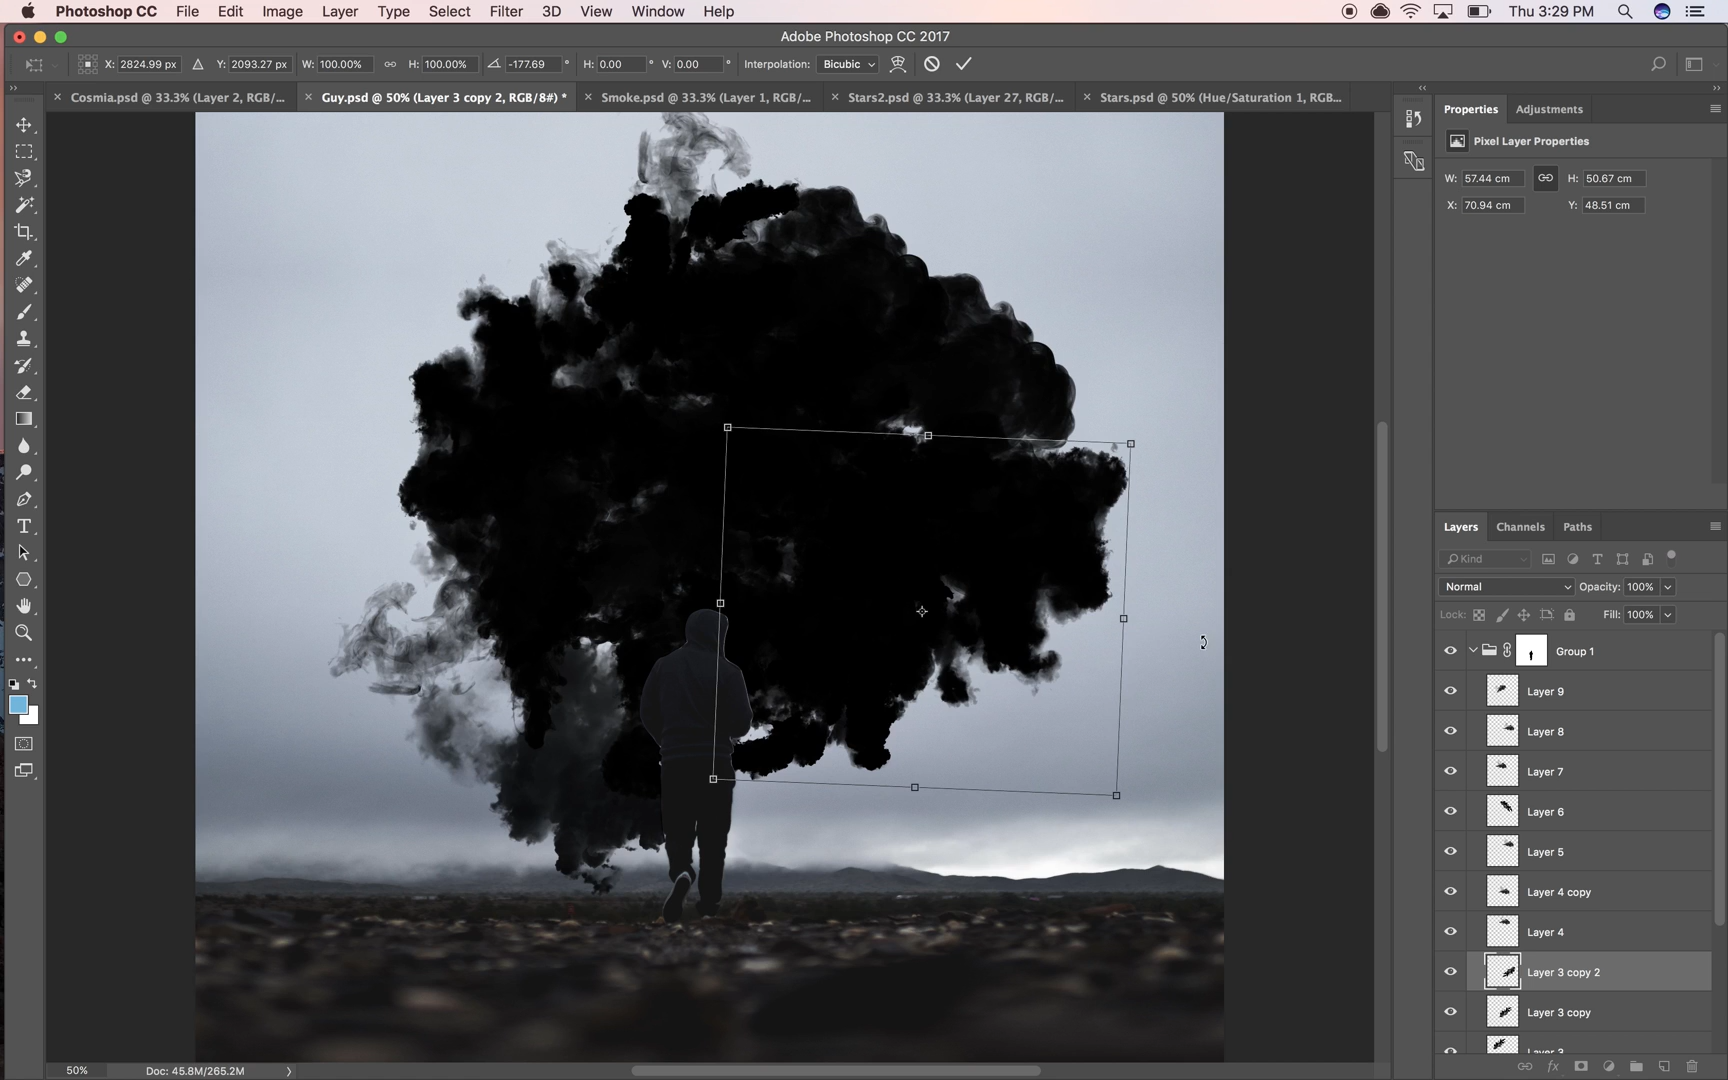 Photoshop CC File Edit Image Layer Type Select Filter 3D View Window Help Thu 3:29 PM
Adobe Photoshop CC 2017
X: 2824.99 px Y: 2093.27 px W: 100.00% H: 100.00% -177.69 ° H: 0.00 ° V: 0.00 ° Interpolation: Bicubic
Cosmia.psd @ 33.3% (Layer 2, RGB/... Guy.psd @ 50% (Layer 3 copy 2, RGB/8#) * Smoke.psd @ 33.3% (Layer 1, RGB/... Stars2.psd @ 33.3% (Layer 27, RGB/... Stars.psd @ 50% (Hue/Saturation 1, RGB...
Properties Adjustments
Pixel Layer Properties
W: 57.44 cm H: 50.67 cm
X: 70.94 cm Y: 48.51 cm
Layers Channels Paths
Kind
Normal Opacity: 100%
Lock: Fill: 100%
Group 1
Layer 9
Layer 8
Layer 7
Layer 6
Layer 5
Layer 4 copy
Layer 4
Layer 3 copy 2
Layer 3 copy
Layer 3
50% Doc: 45.8M/265.2M